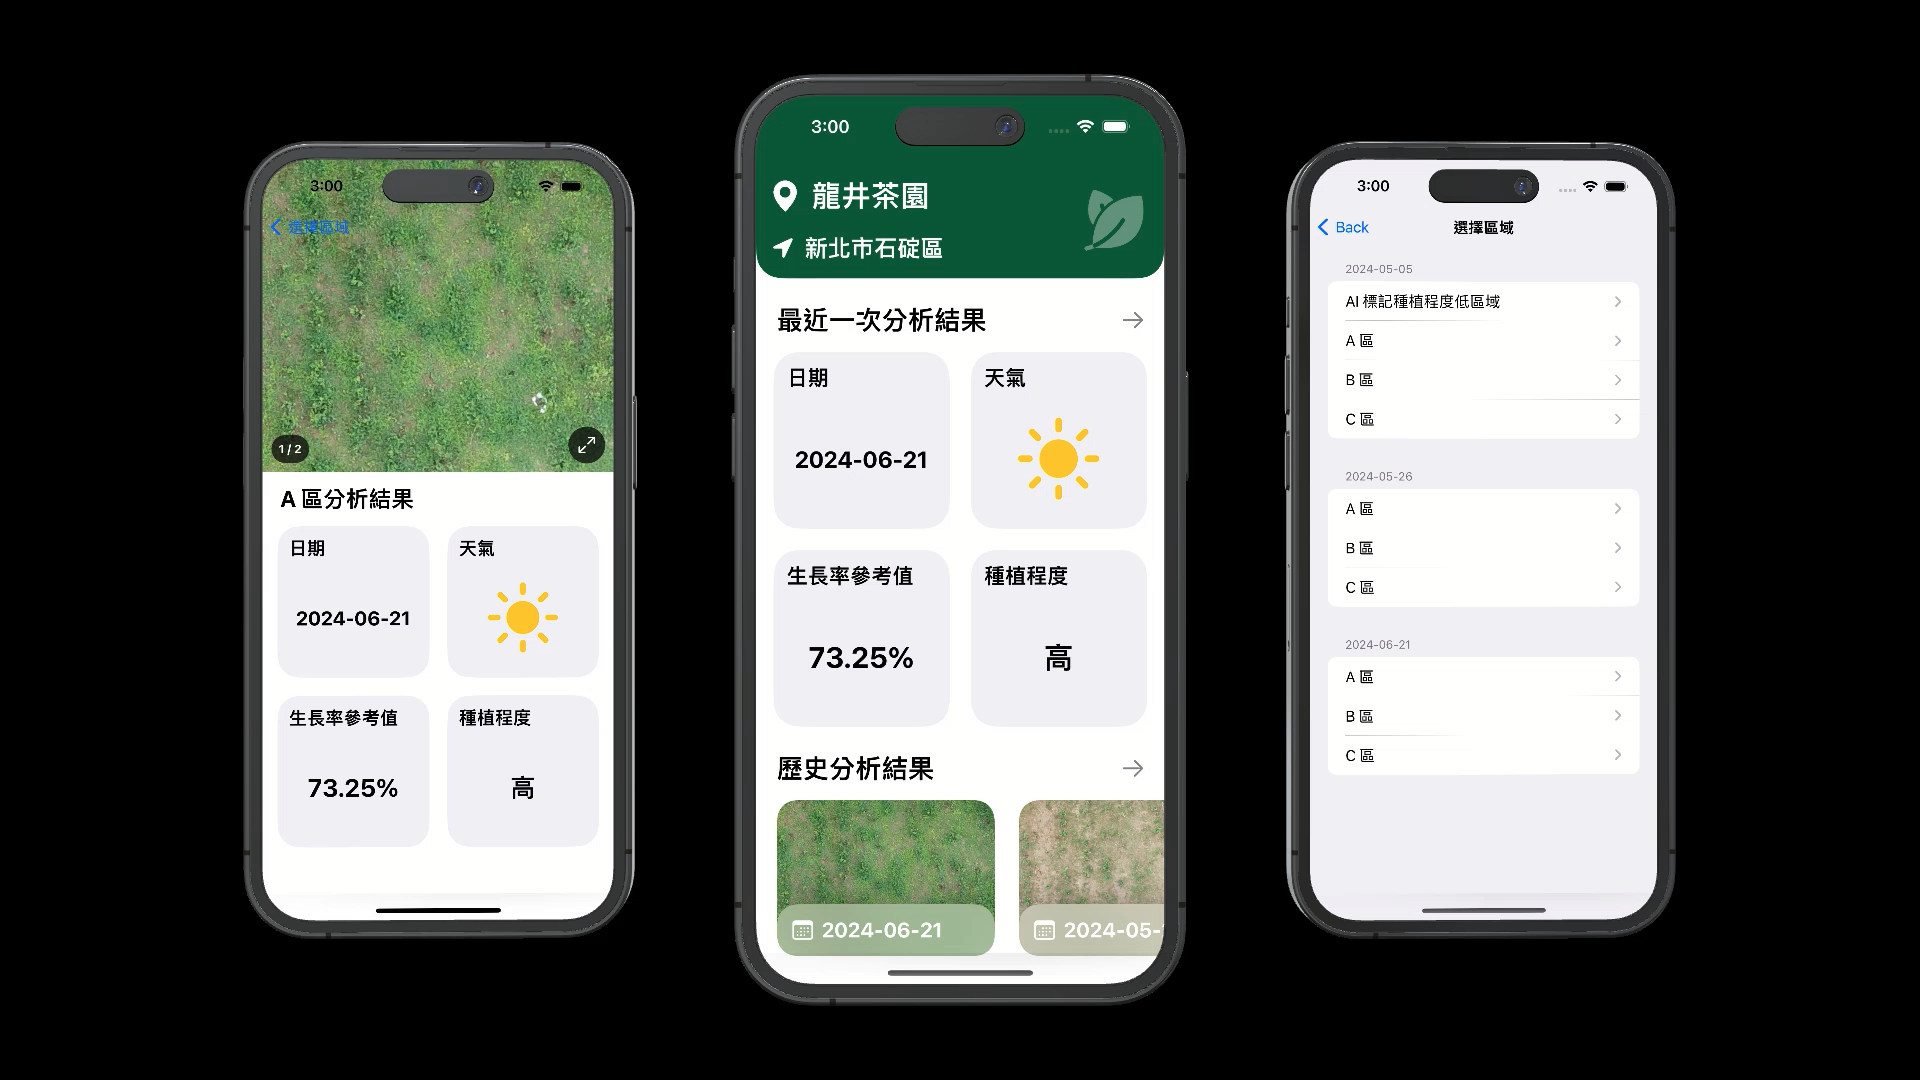 3:00
選擇區域
1/2
A 區分析結果
日期
天氣
2024-06-21
生長率參考值
種植程度
73.25%
高
3:00
龍井茶園
新北市石碇區
最近一次分析結果
日期
天氣
2024-06-21
生長率參考值
種植程度
73.25%
高
歷史分析結果
2024-06-21
2024-05-
3:00
Back
選擇區域
2024-05-05
AI 標記種植程度低區域
A 區
B 區
C 區
2024-05-26
A 區
B 區
C 區
2024-06-21
A 區
B 區
C 區